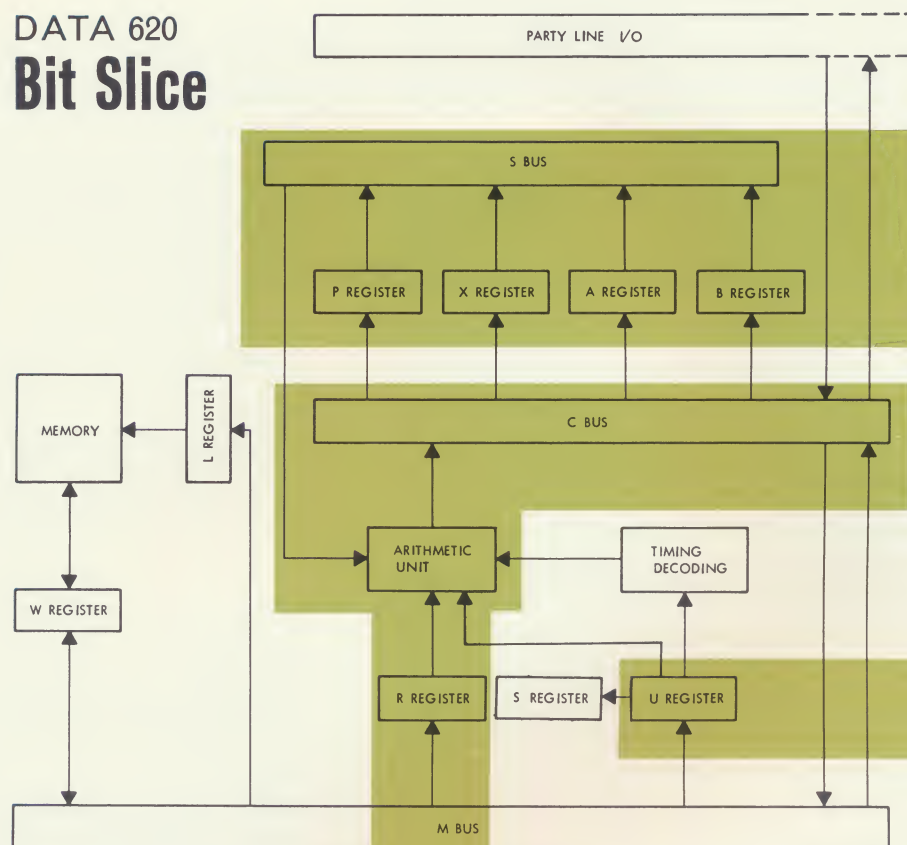 DATA 620
Bit Slice
PARTY LINE I/O
S BUS
P REGISTER
X REGISTER
A REGISTER
B REGISTER
MEMORY
L REGISTER
C BUS
ARITHMETIC
UNIT
TIMING
DECODING
W REGISTER
R REGISTER
S REGISTER
U REGISTER
M BUS